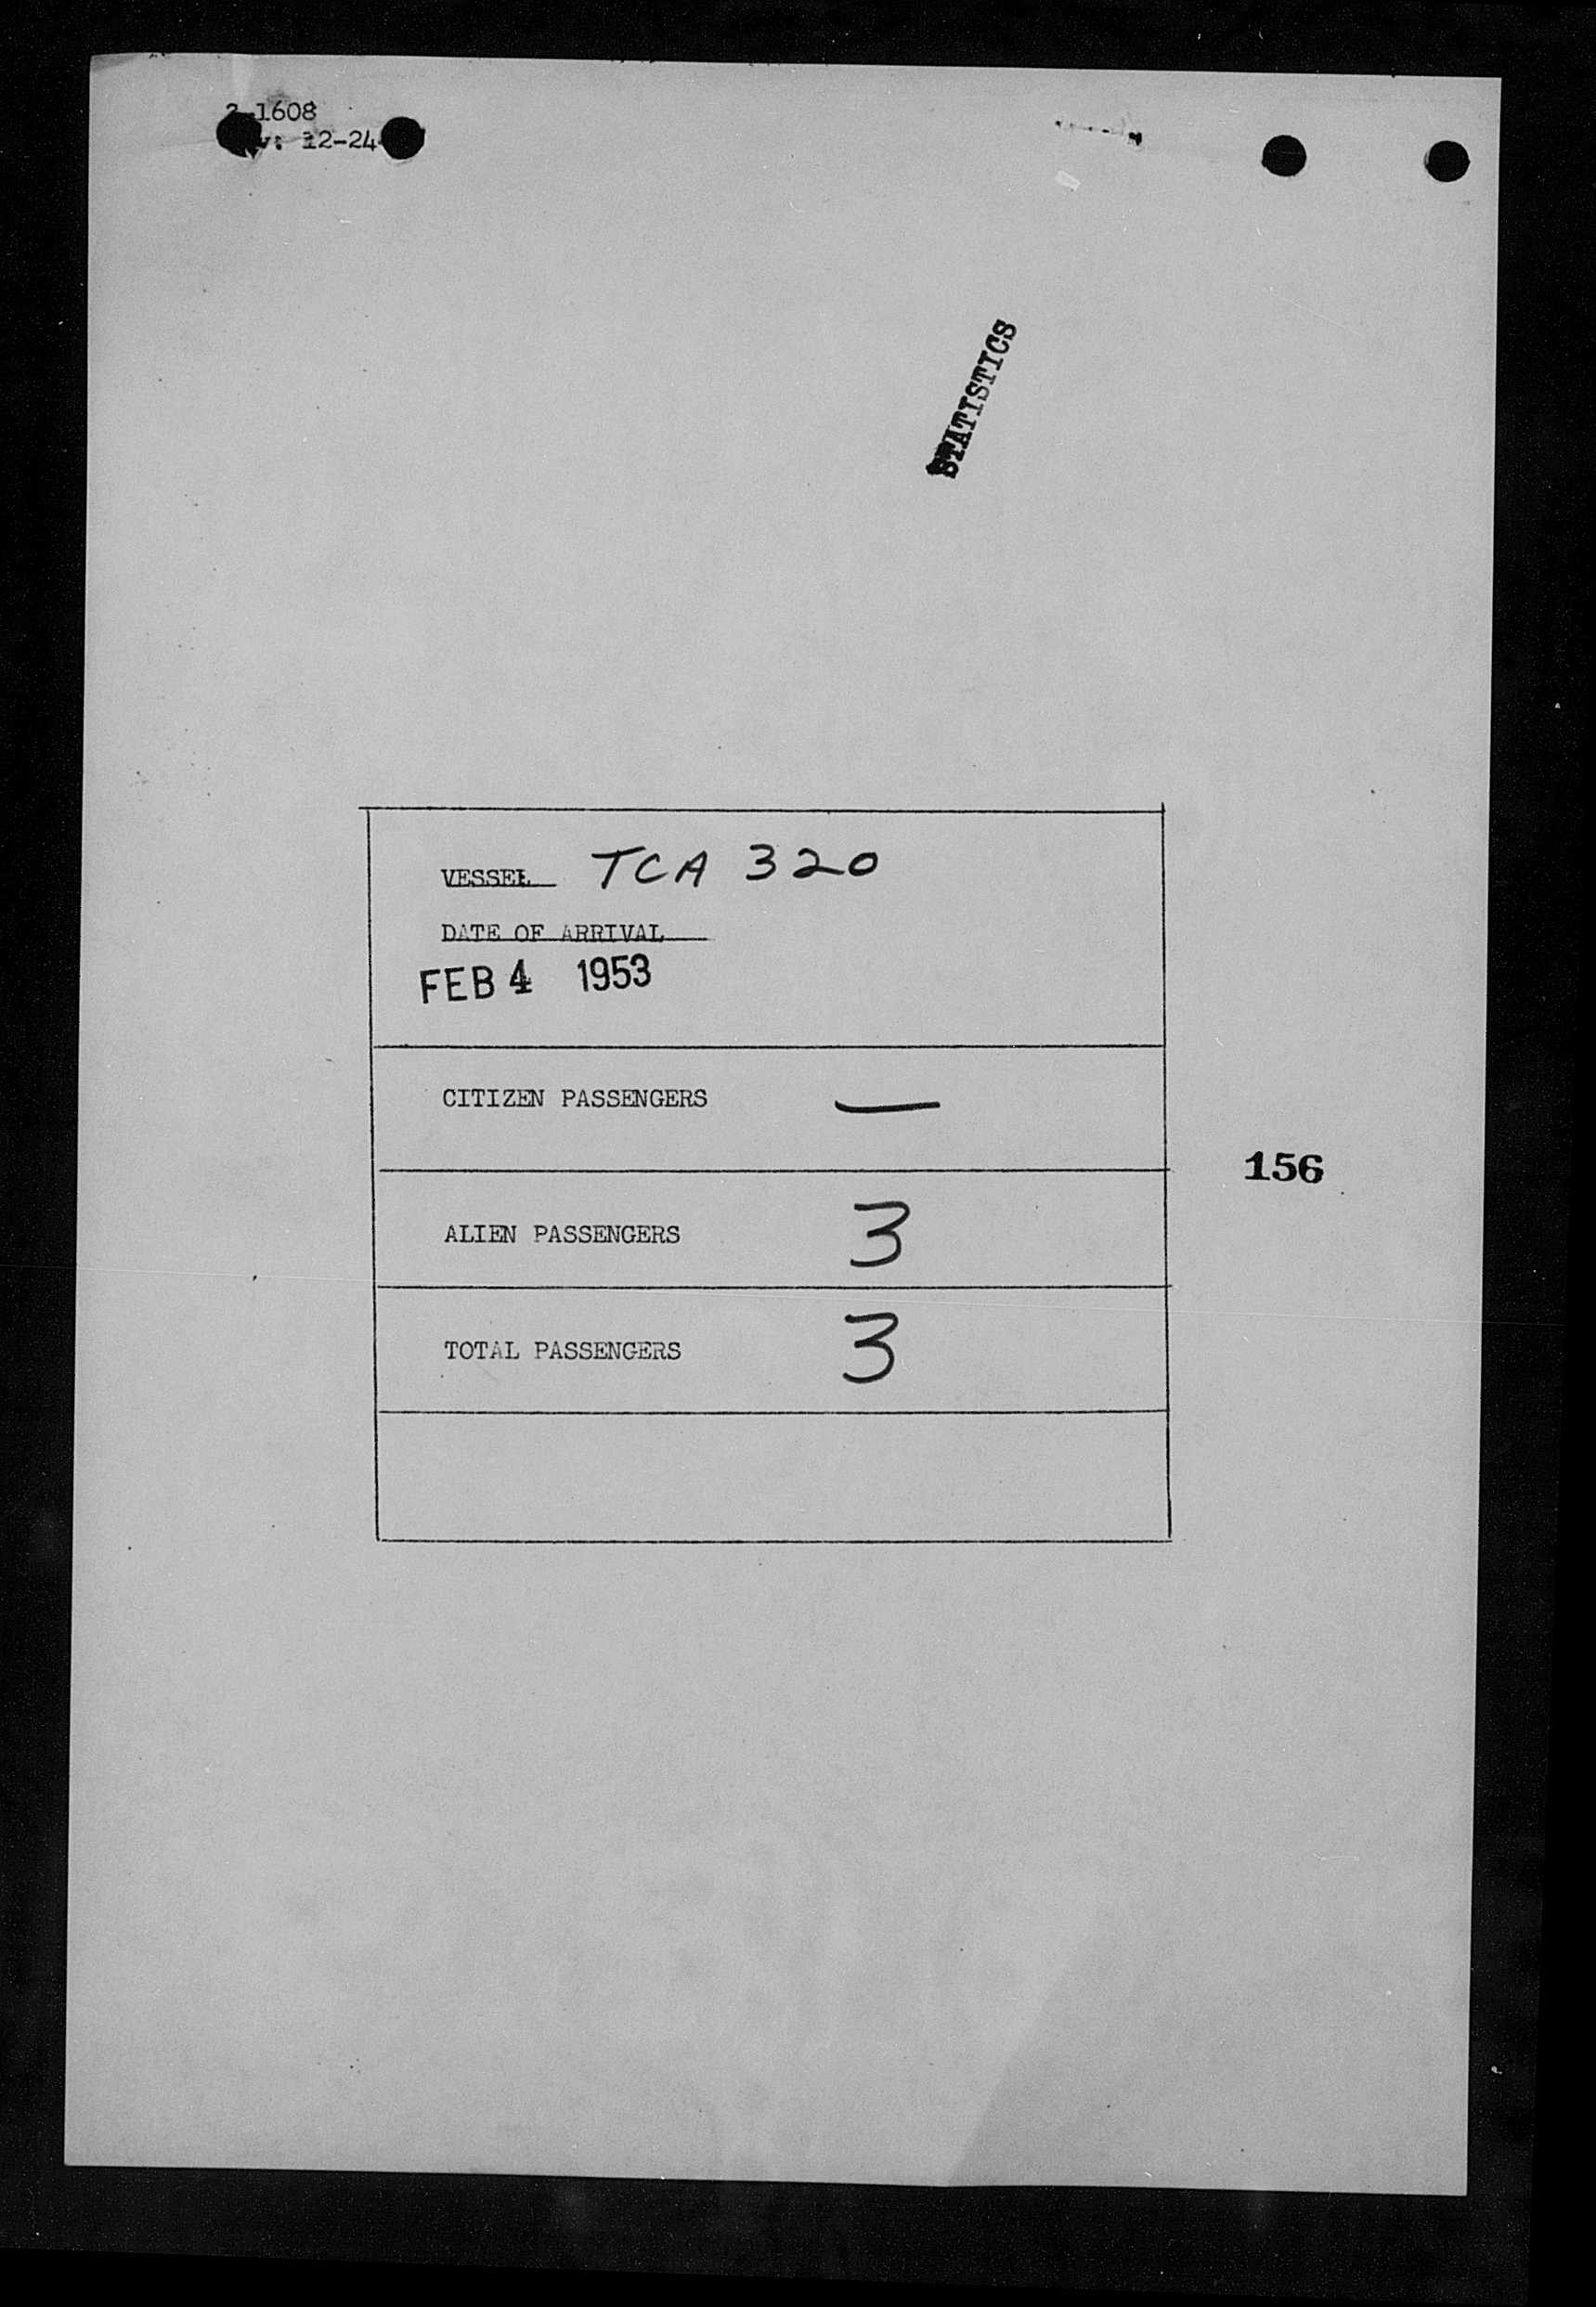 -1608
12-24
STATISTICS
VESSEL TCA 320
DATE OF ARRIVAL
FEB 4 1953
CITIZEN PASSENGERS —
156
ALIEN PASSENGERS 3
TOTAL PASSENGERS 3